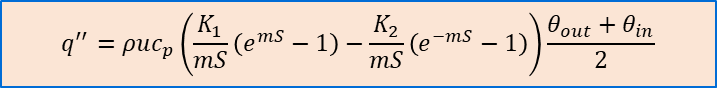 q″ = ρuc_p (K_1/mS (e^{mS} − 1) − K_2/mS (e^{−mS} − 1)) (θ_out + θ_in)/2